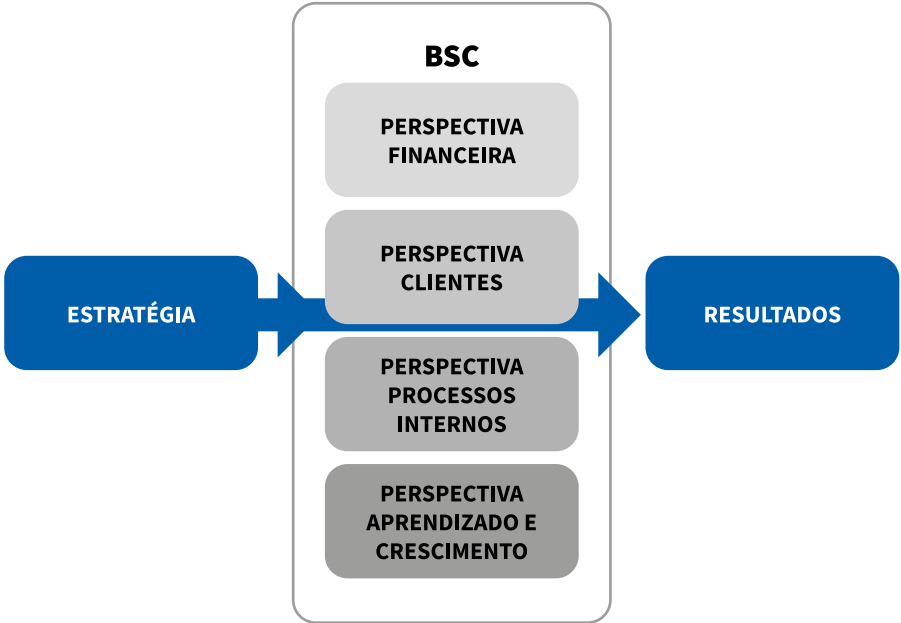 BSC
PERSPECTIVA
FINANCEIRA
PERSPECTIVA
CLIENTES
ESTRATÉGIA
RESULTADOS
PERSPECTIVA
PROCESSOS
INTERNOS
PERSPECTIVA
APRENDIZADO E
CRESCIMENTO